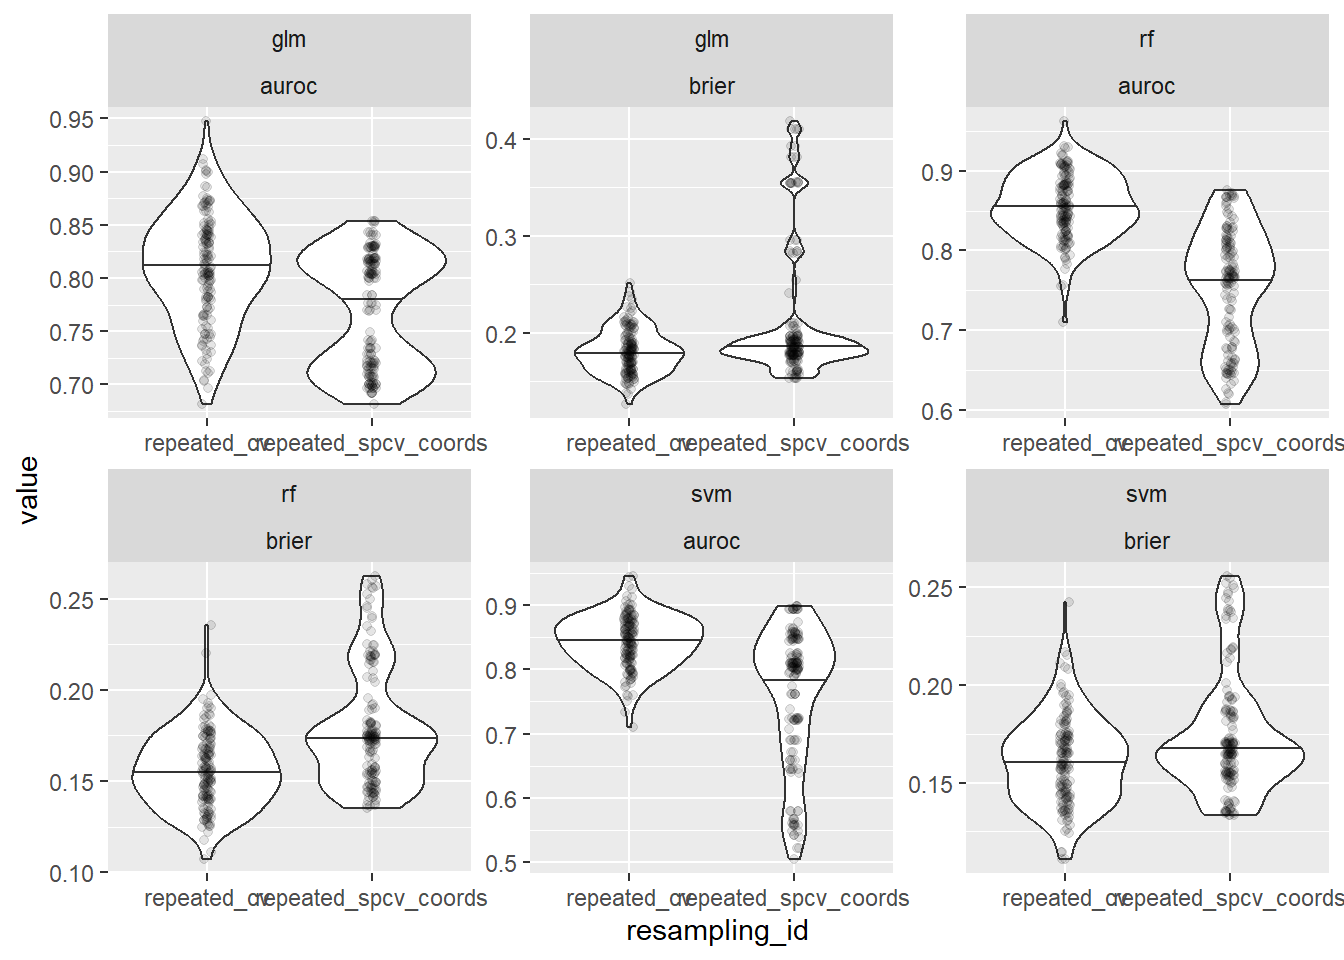 glm
auroc
0.95
0.90
0.85
0.80
0.75
0.70
repeated_cv
repeated_spcv_coords
glm
brier
0.4
0.3
0.2
repeated_cv
repeated_spcv_coords
rf
auroc
0.9
0.8
0.7
0.6
repeated_cv
repeated_spcv_coords
value
rf
brier
0.25
0.20
0.15
0.10
repeated_cv
repeated_spcv_coords
svm
auroc
0.9
0.8
0.7
0.6
0.5
repeated_cv
repeated_spcv_coords
svm
brier
0.25
0.20
0.15
repeated_cv
repeated_spcv_coords
resampling_id